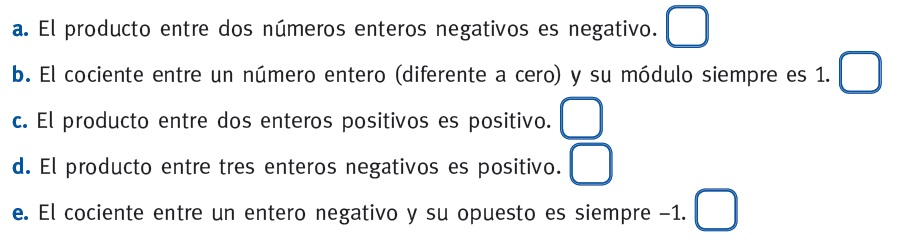 a. El producto entre dos números enteros negativos es negativo.
b. El cociente entre un número entero (diferente a cero) y su módulo siempre es 1.
c. El producto entre dos enteros positivos es positivo.
d. El producto entre tres enteros negativos es positivo.
e. El cociente entre un entero negativo y su opuesto es siempre –1.